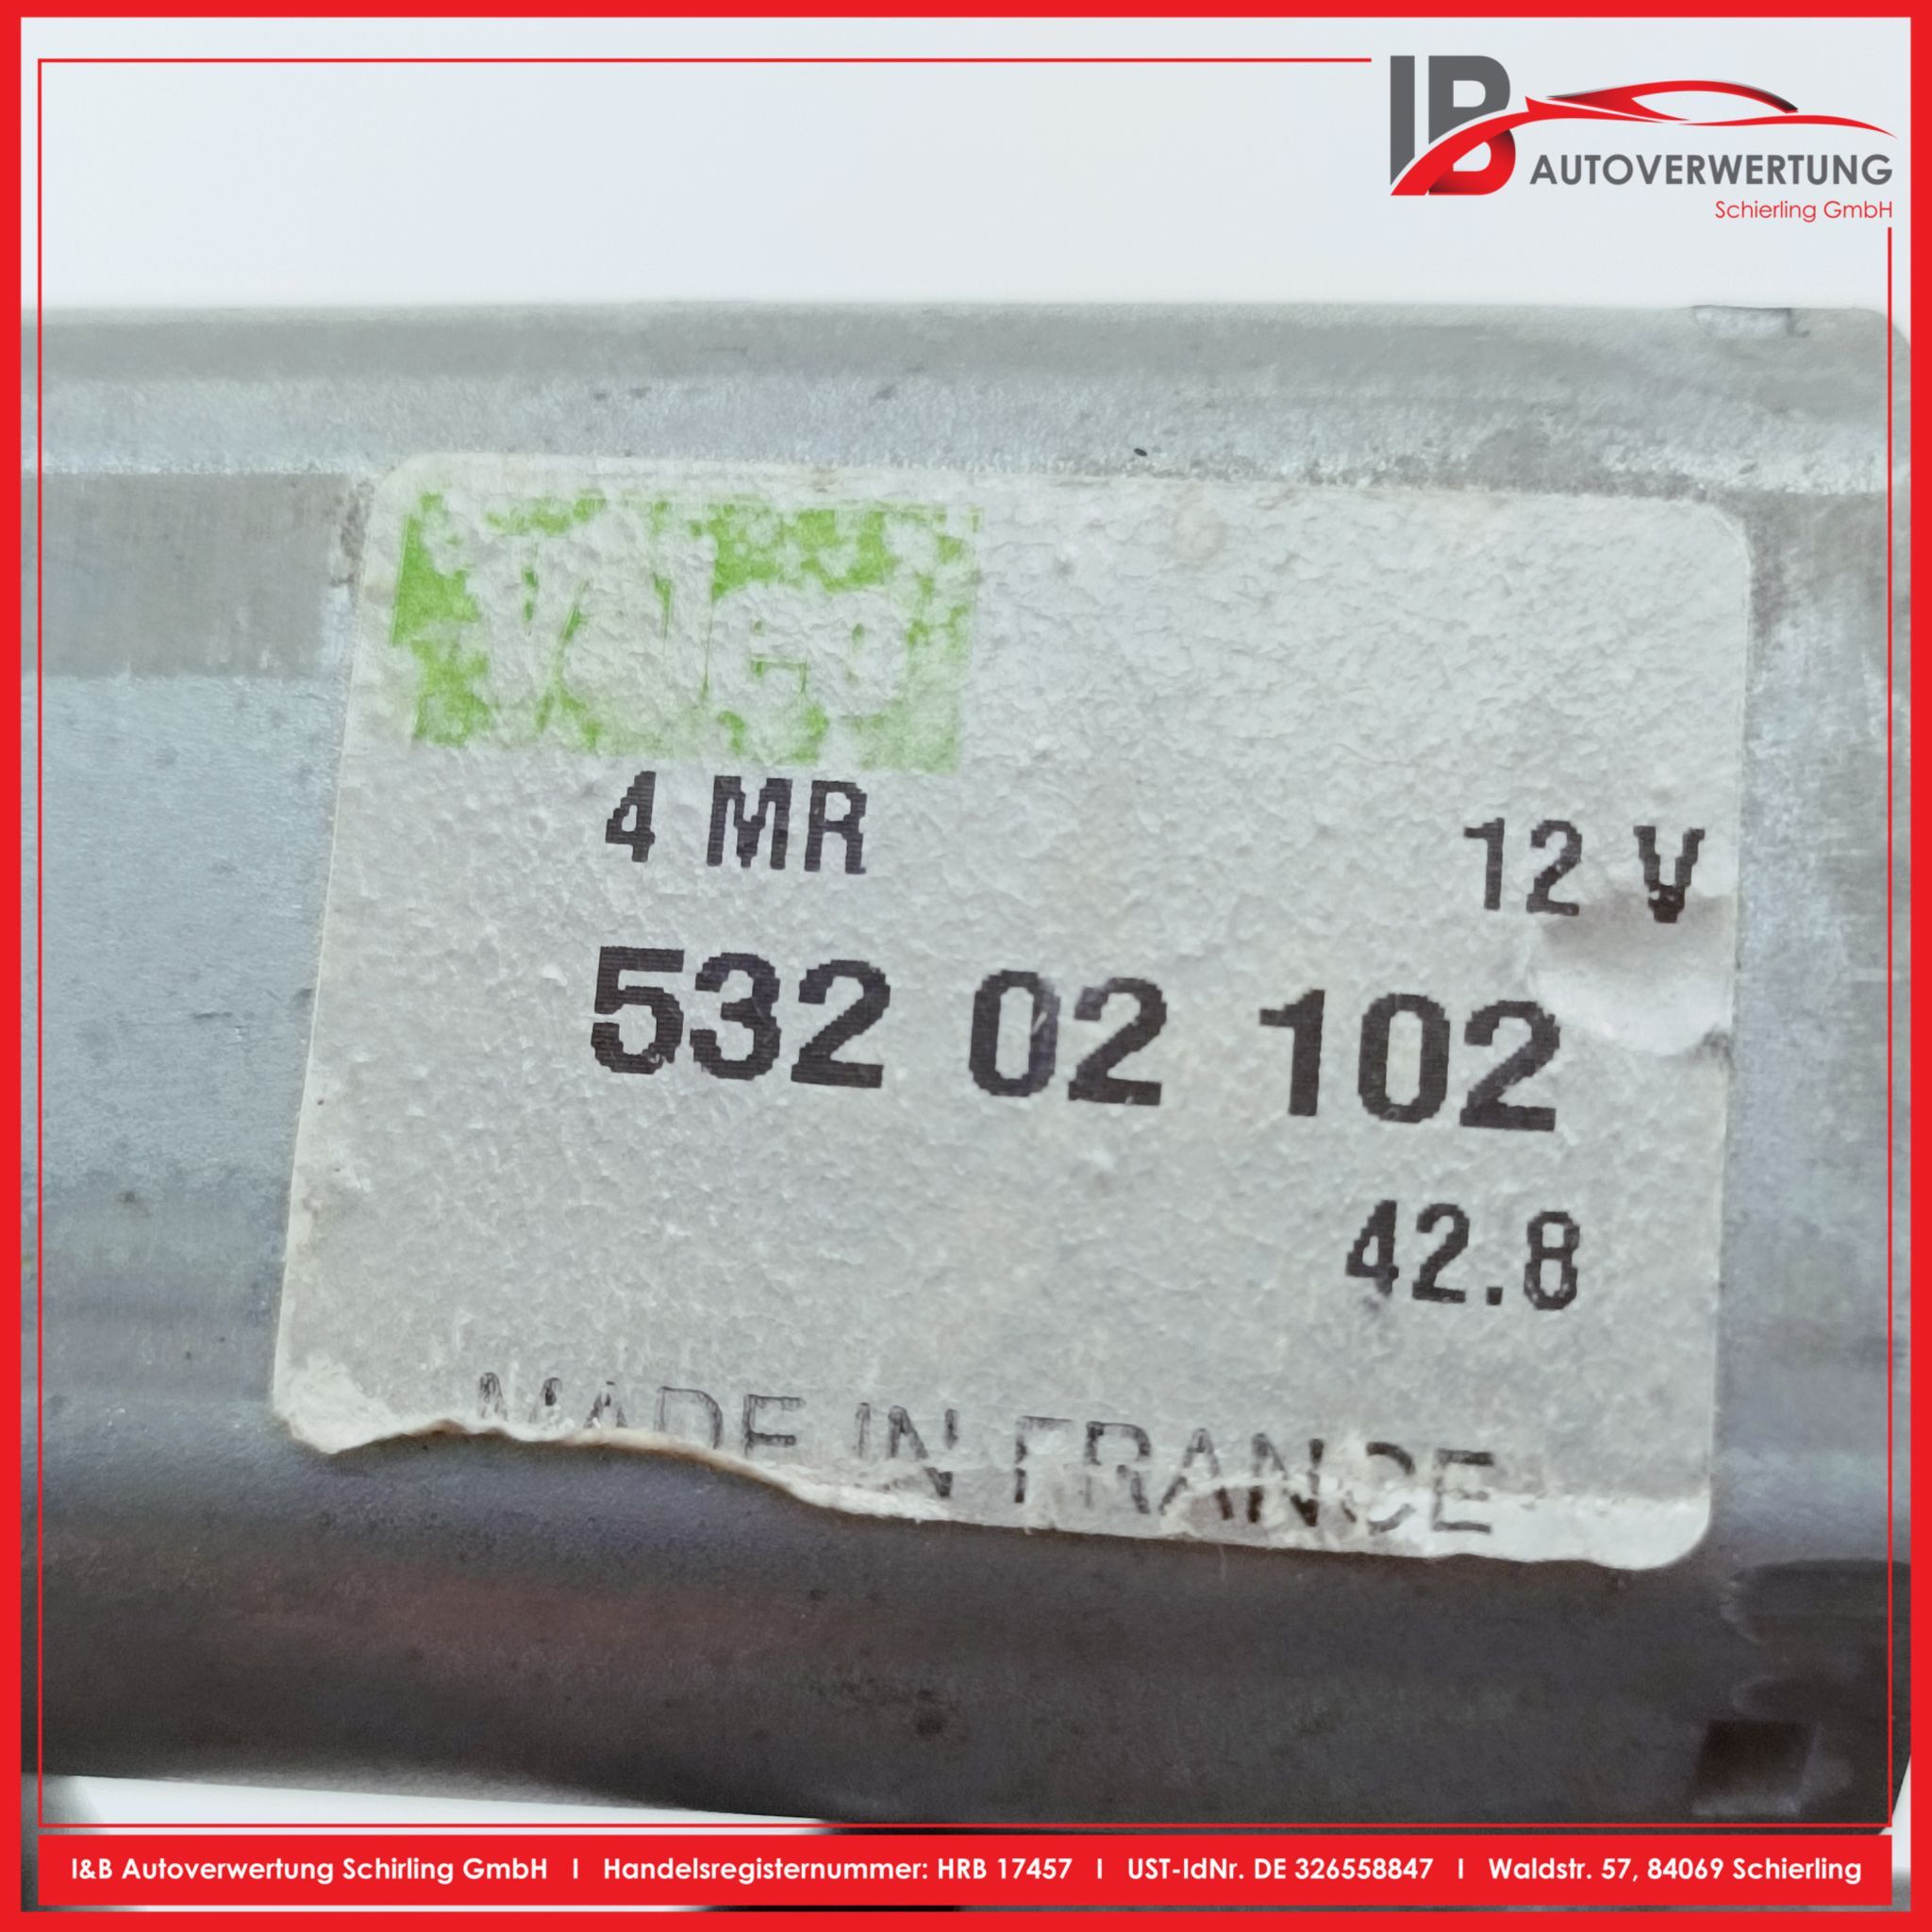 IB AUTOVERWERTUNG
Schierling GmbH
Valeo
4 MR 12 V
532 02 102
42.8
MADE IN FRANCE
I&B Autoverwertung Schirling GmbH I Handelsregisternummer: HRB 17457 I UST-IdNr. DE 326558847 I Waldstr. 57, 84069 Schierling